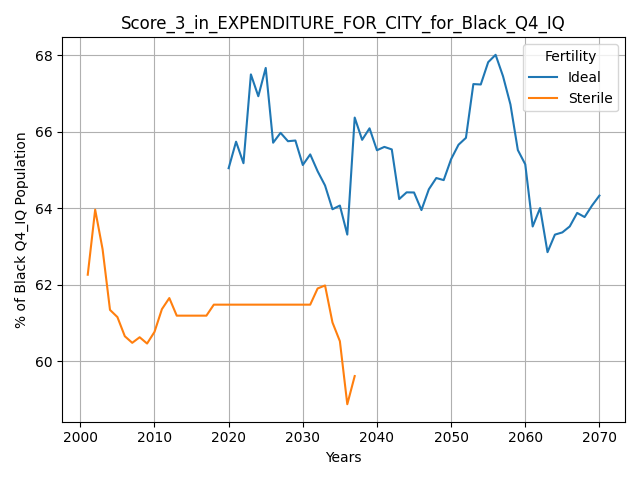 Score_3_in_EXPENDITURE_FOR_CITY_for_Black_Q4_IQ
Fertility
Ideal
Sterile
% of Black Q4_IQ Population
68
66
64
62
60
2000 2010 2020 2030 2040 2050 2060 2070
Years